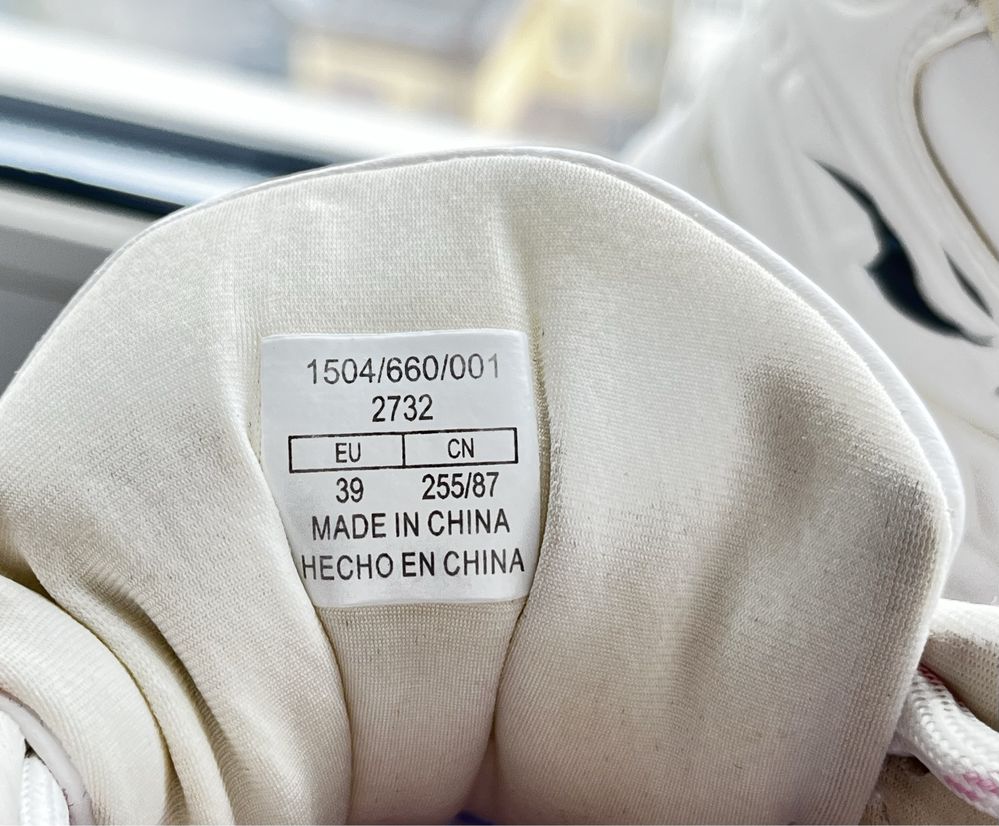 1504/660/001
2732
EU CN
39 255/87
MADE IN CHINA
HECHO EN CHINA